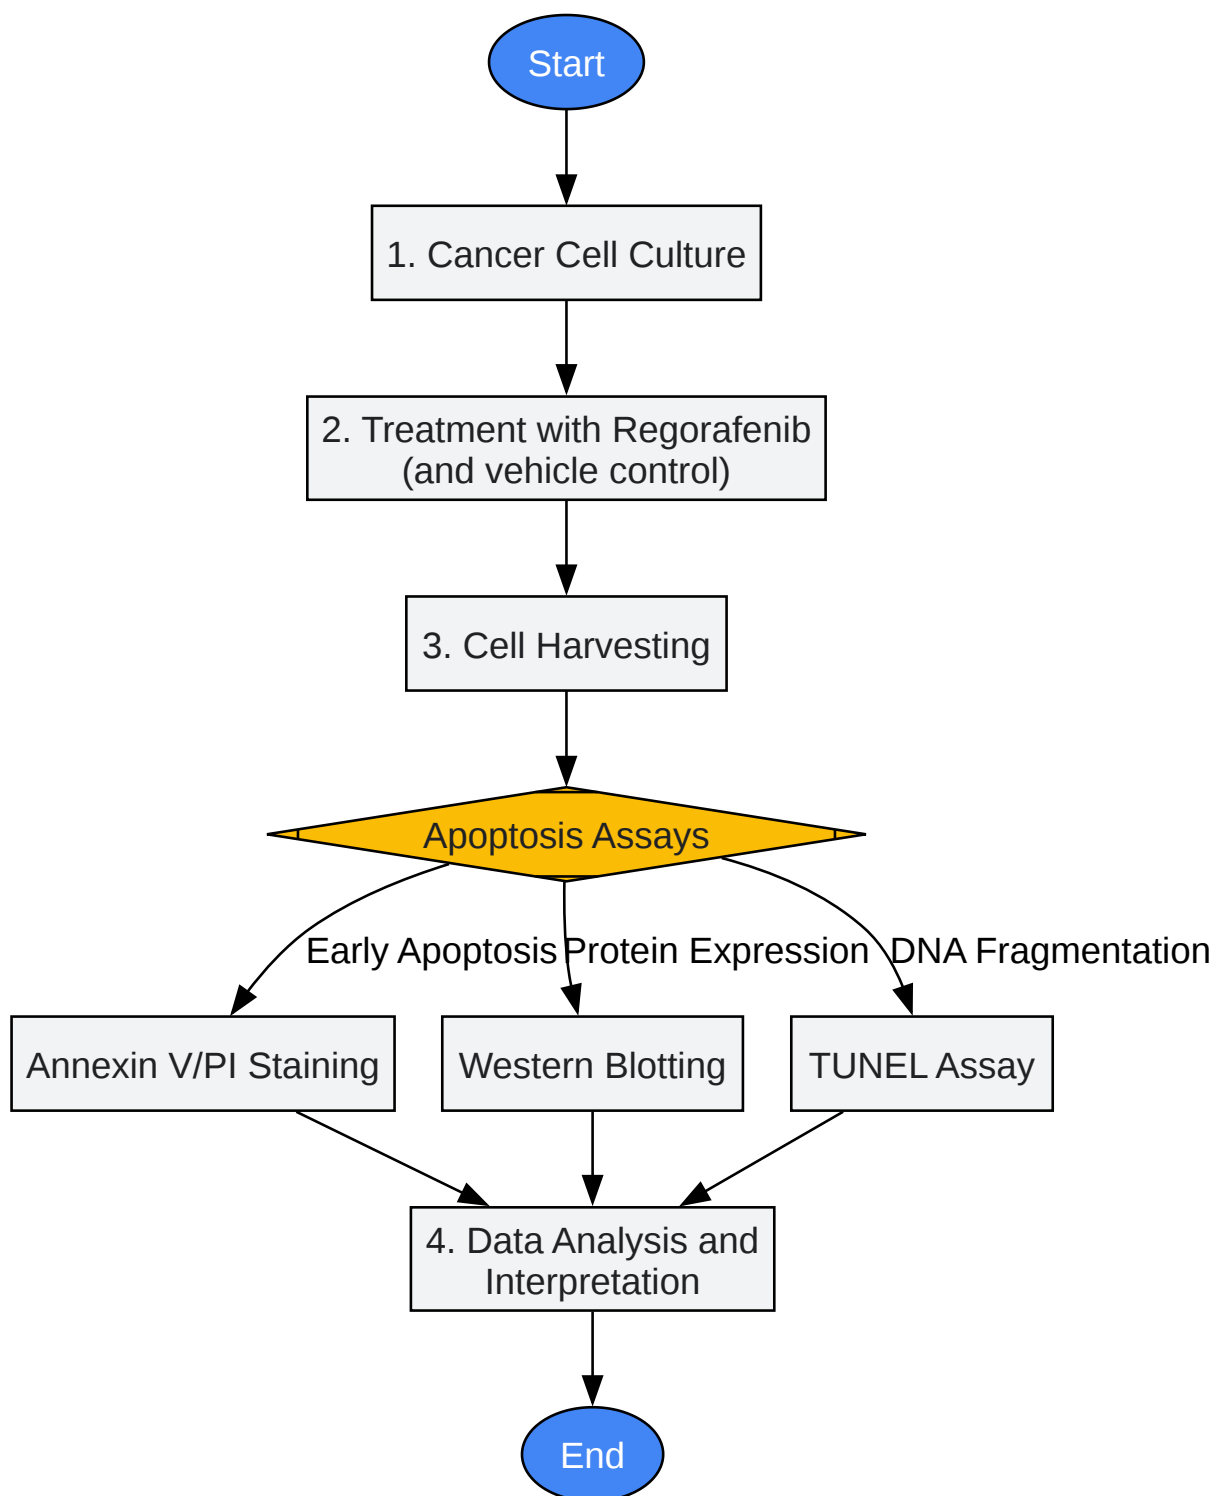 Start
1. Cancer Cell Culture
2. Treatment with Regorafenib
(and vehicle control)
3. Cell Harvesting
Apoptosis Assays
Early Apoptosis
Protein Expression
DNA Fragmentation
Annexin V/PI Staining
Western Blotting
TUNEL Assay
4. Data Analysis and
Interpretation
End